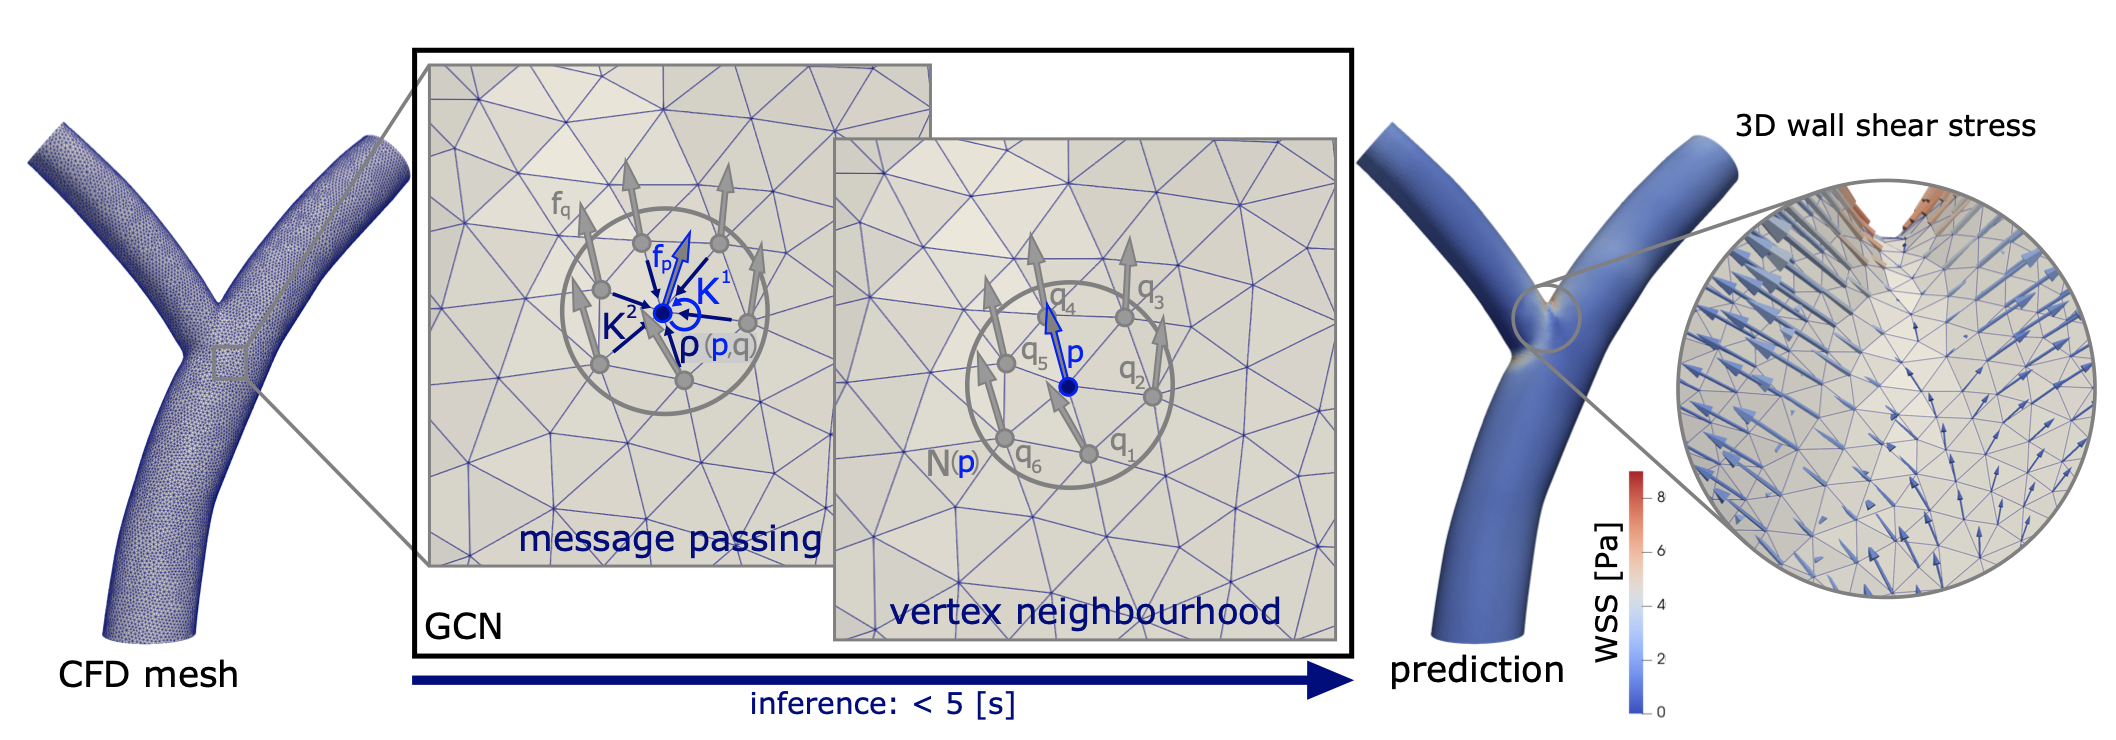 CFD mesh
GCN
message passing
f_q
f_p
K^1
K^2
ρ (p,q)
vertex neighbourhood
q_4
q_3
p
q_5
q_2
N(p)
q_6
q_1
inference: < 5 [s]
prediction
3D wall shear stress
WSS [Pa]
8
6
4
2
0